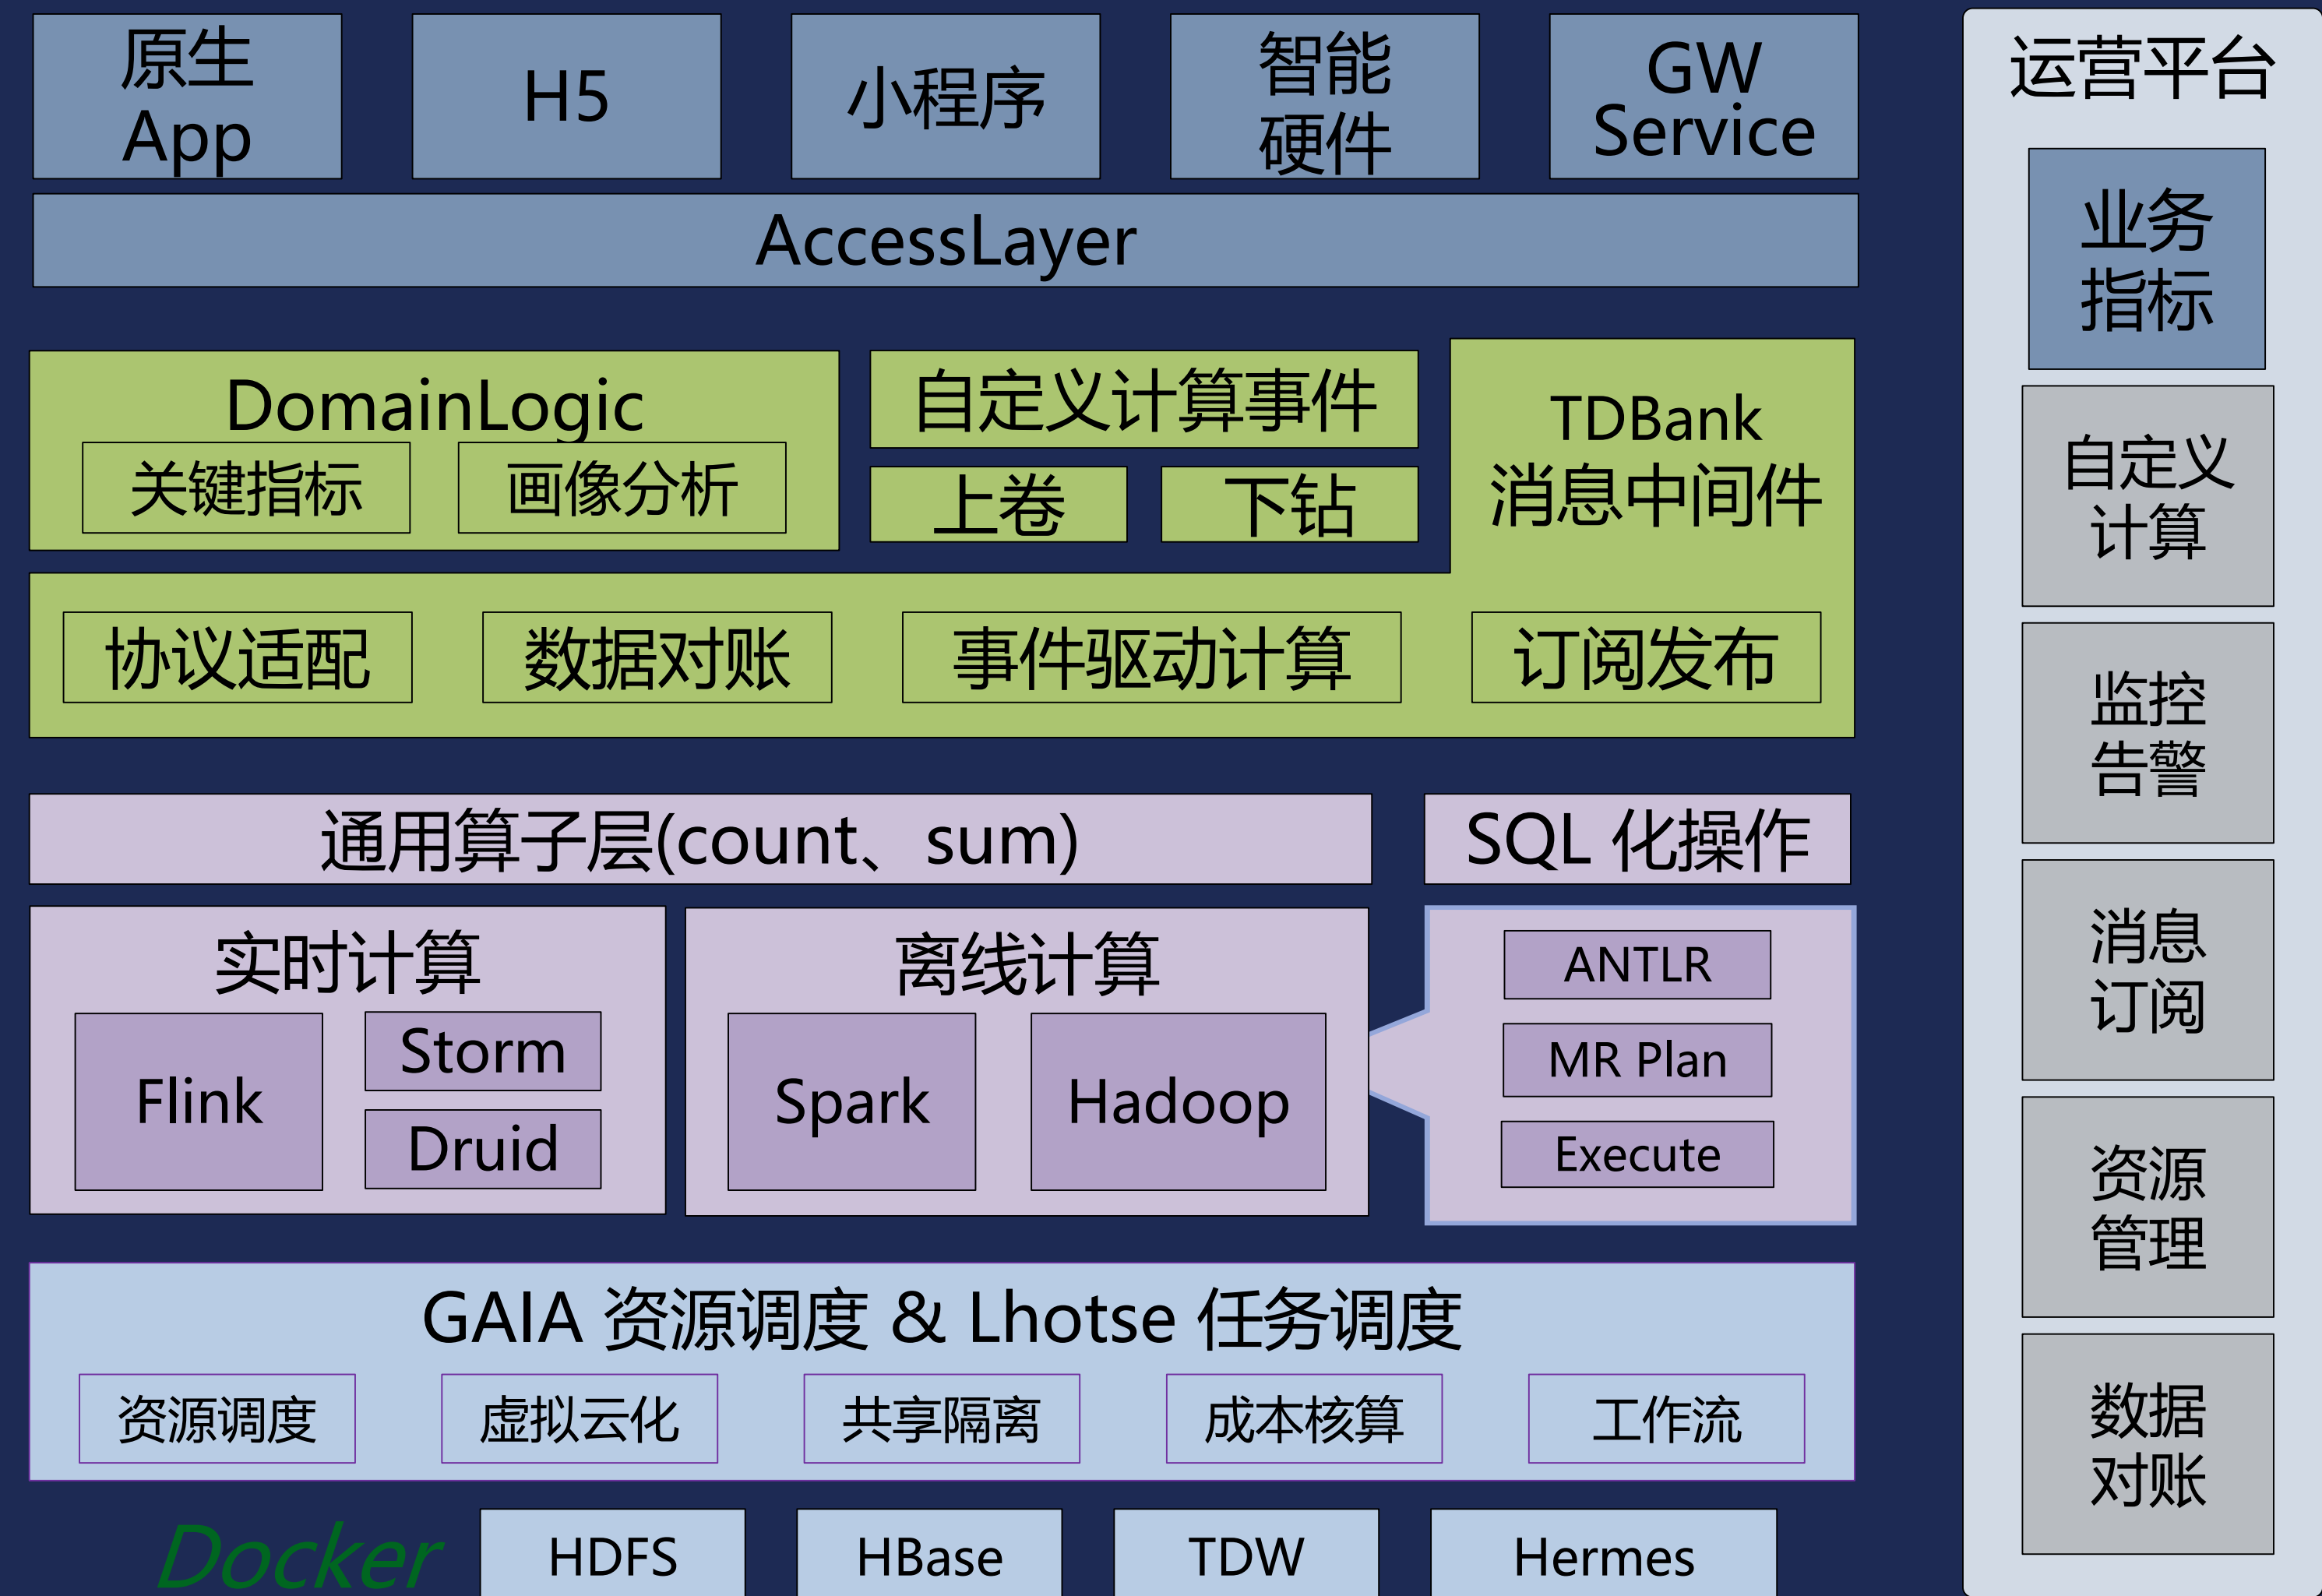 原生
App
H5
小程序
智能
硬件
GW
Service
AccessLayer
DomainLogic
关键指标
画像分析
自定义计算事件
上卷
下钻
TDBank
消息中间件
协议适配
数据对账
事件驱动计算
订阅发布
通用算子层(count、sum)
SQL 化操作
实时计算
Flink
Storm
Druid
离线计算
Spark
Hadoop
ANTLR
MR Plan
Execute
GAIA 资源调度 & Lhotse 任务调度
资源调度
虚拟云化
共享隔离
成本核算
工作流
Docker
HDFS
HBase
TDW
Hermes
运营平台
业务
指标
自定义
计算
监控
告警
消息
订阅
资源
管理
数据
对账